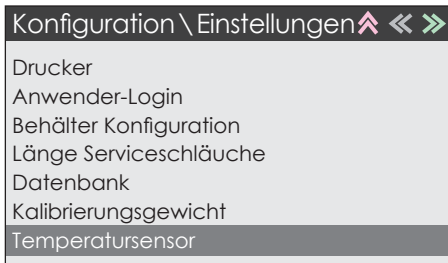 Konfiguration \ Einstellungen
Drucker
Anwender-Login
Behälter Konfiguration
Länge Serviceschläuche
Datenbank
Kalibrierungsgewicht
Temperatursensor